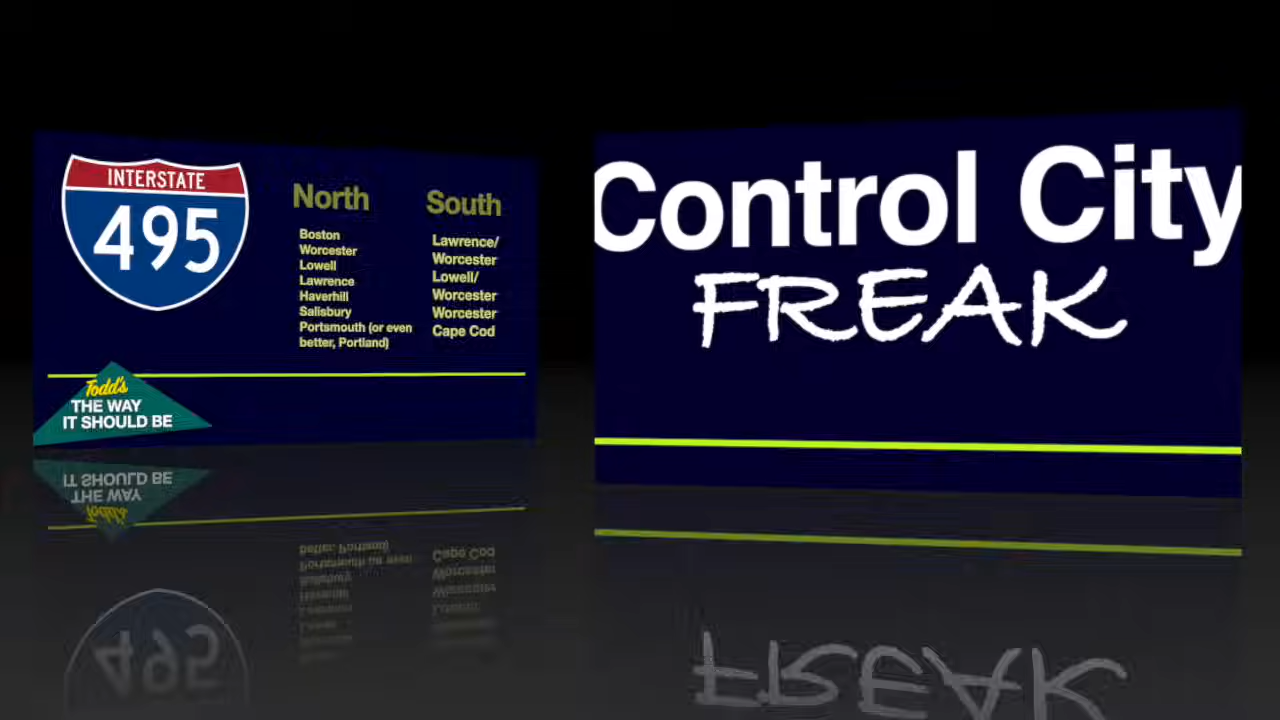 INTERSTATE
495
North
Boston
Worcester
Lowell
Lawrence
Haverhill
Salisbury
Portsmouth (or even
better, Portland)
South
Lawrence/
Worcester
Lowell/
Worcester
Worcester
Cape Cod
Todd's
THE WAY
IT SHOULD BE
Control City
FREAK